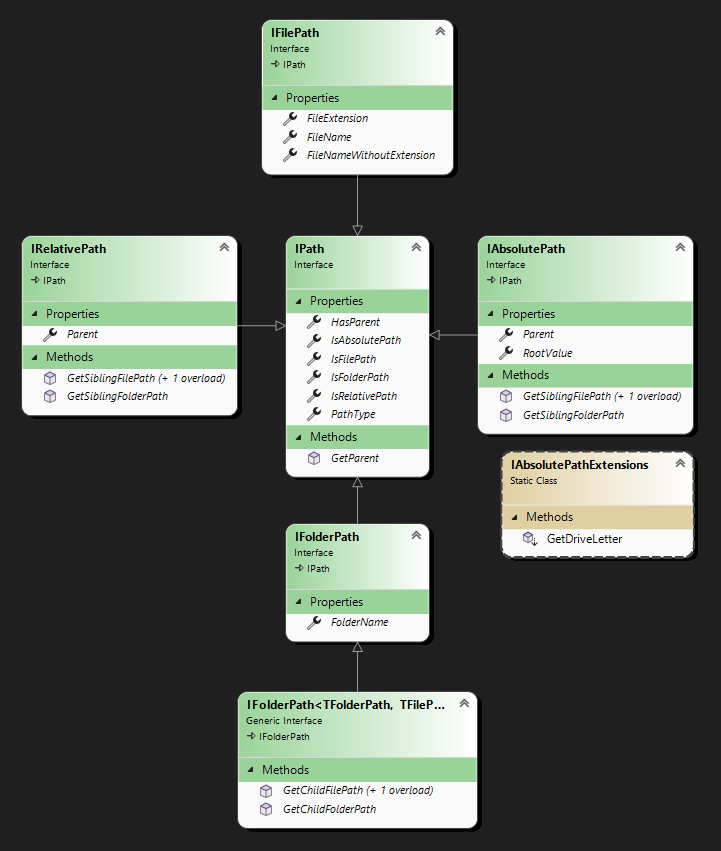 IFilePath
Interface
IPath
Properties
FileExtension
FileName
FileNameWithoutExtension
IRelativePath
Interface
IPath
Properties
Parent
Methods
GetSiblingFilePath (+ 1 overload)
GetSiblingFolderPath
IPath
Interface
Properties
HasParent
IsAbsolutePath
IsFilePath
IsFolderPath
IsRelativePath
PathType
Methods
GetParent
IAbsolutePath
Interface
IPath
Properties
Parent
RootValue
Methods
GetSiblingFilePath (+ 1 overload)
GetSiblingFolderPath
IAbsolutePathExtensions
Static Class
Methods
GetDriveLetter
IFolderPath
Interface
IPath
Properties
FolderName
IFolderPath<TFolderPath, TFileP...
Generic Interface
IFolderPath
Methods
GetChildFilePath (+ 1 overload)
GetChildFolderPath